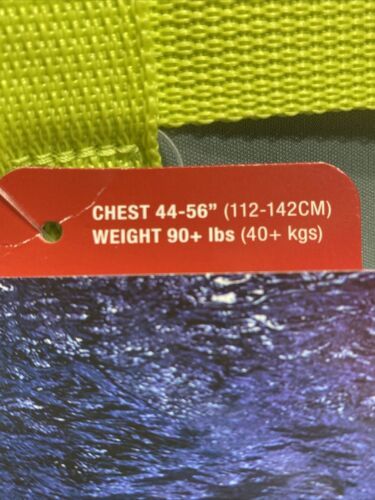 CHEST 44-56” (112-142CM)
WEIGHT 90+ lbs (40+ kgs)